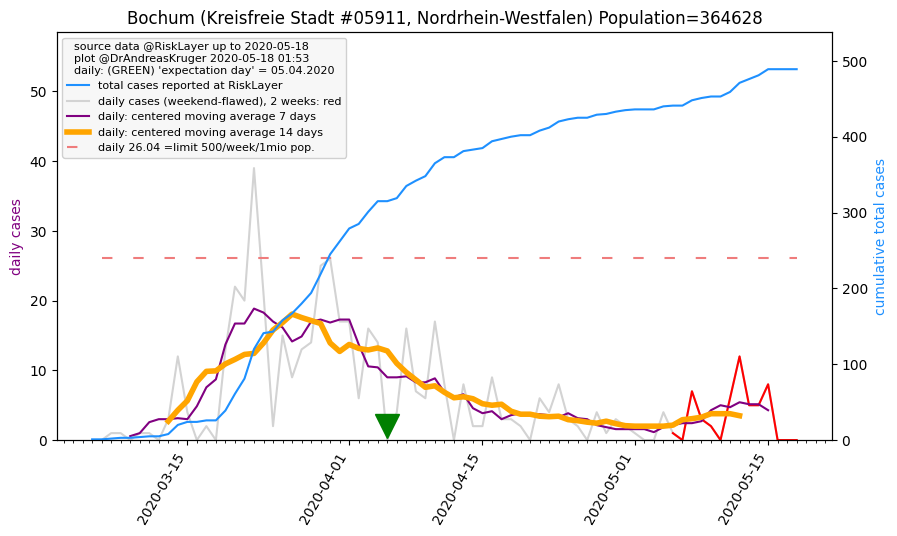 Bochum (Kreisfreie Stadt #05911, Nordrhein-Westfalen) Population=364628
source data @RiskLayer up to 2020-05-18
plot @DrAndreasKruger 2020-05-18 01:53
daily: (GREEN) 'expectation day' = 05.04.2020
total cases reported at RiskLayer
daily cases (weekend-flawed), 2 weeks: red
daily: centered moving average 7 days
daily: centered moving average 14 days
daily 26.04 =limit 500/week/1mio pop.
daily cases
50
40
30
20
10
0
500
400
300
200
100
0
cumulative total cases
2020-03-15
2020-04-01
2020-04-15
2020-05-01
2020-05-15